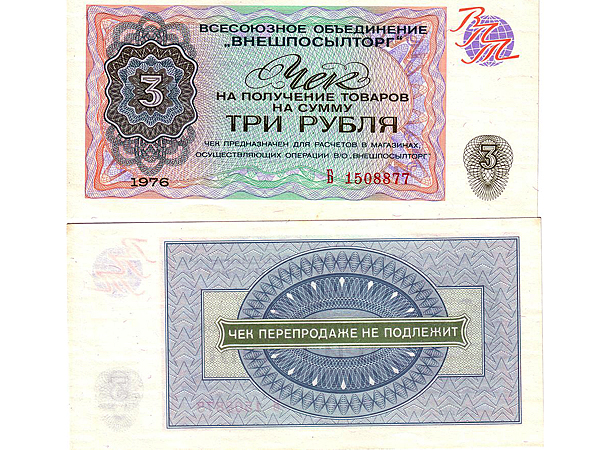 ВСЕСОЮЗНОЕ ОБЪЕДИНЕНИЕ
„ВНЕШПОСЫЛТОРГ"
ВПТ
Чек
3
НА ПОЛУЧЕНИЕ ТОВАРОВ
НА СУММУ
ТРИ РУБЛЯ
ЧЕК ПРЕДНАЗНАЧЕН ДЛЯ РАСЧЕТОВ В МАГАЗИНАХ,
ОСУЩЕСТВЛЯЮЩИХ ОПЕРАЦИИ В/О „ВНЕШПОСЫЛТОРГ"
3
1976
Б 1508877
ЧЕК ПЕРЕПРОДАЖЕ НЕ ПОДЛЕЖИТ